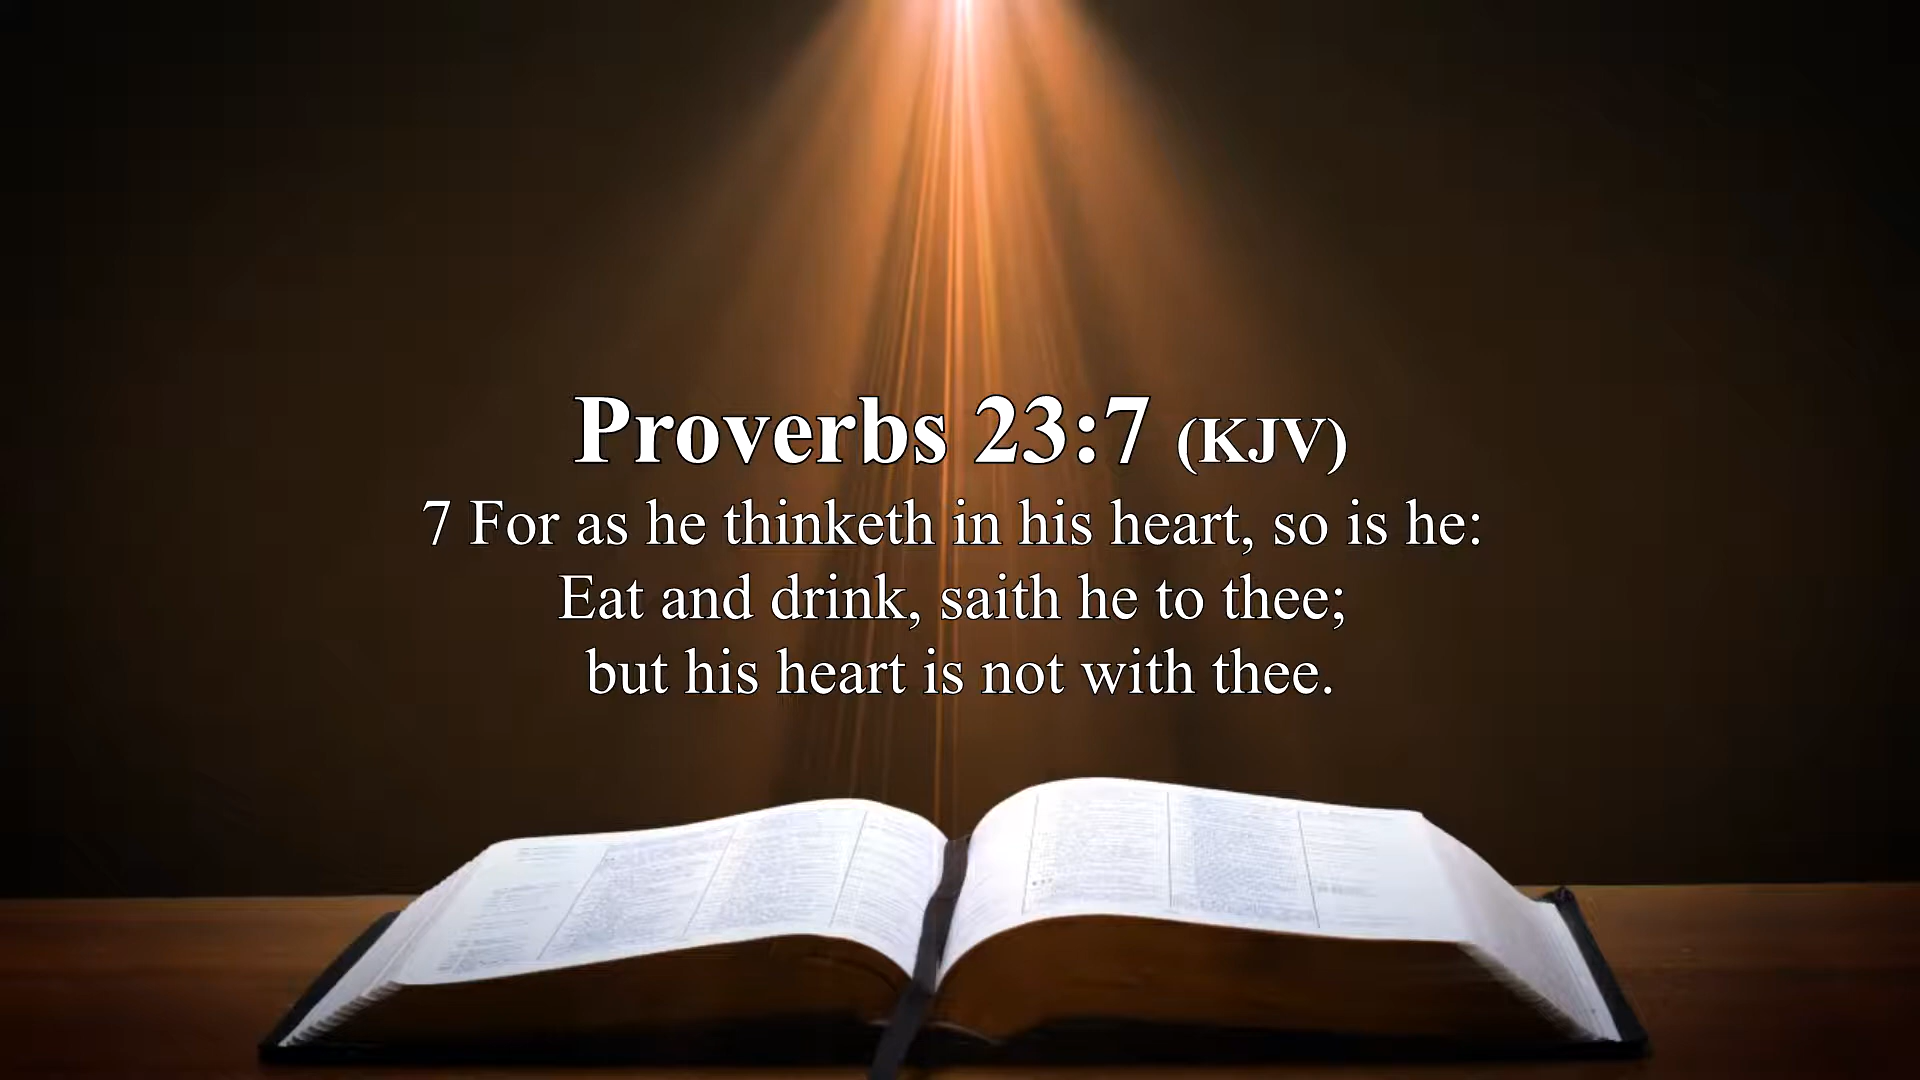 Proverbs 23:7 (KJV)
7 For as he thinketh in his heart, so is he:
Eat and drink, saith he to thee;
but his heart is not with thee.